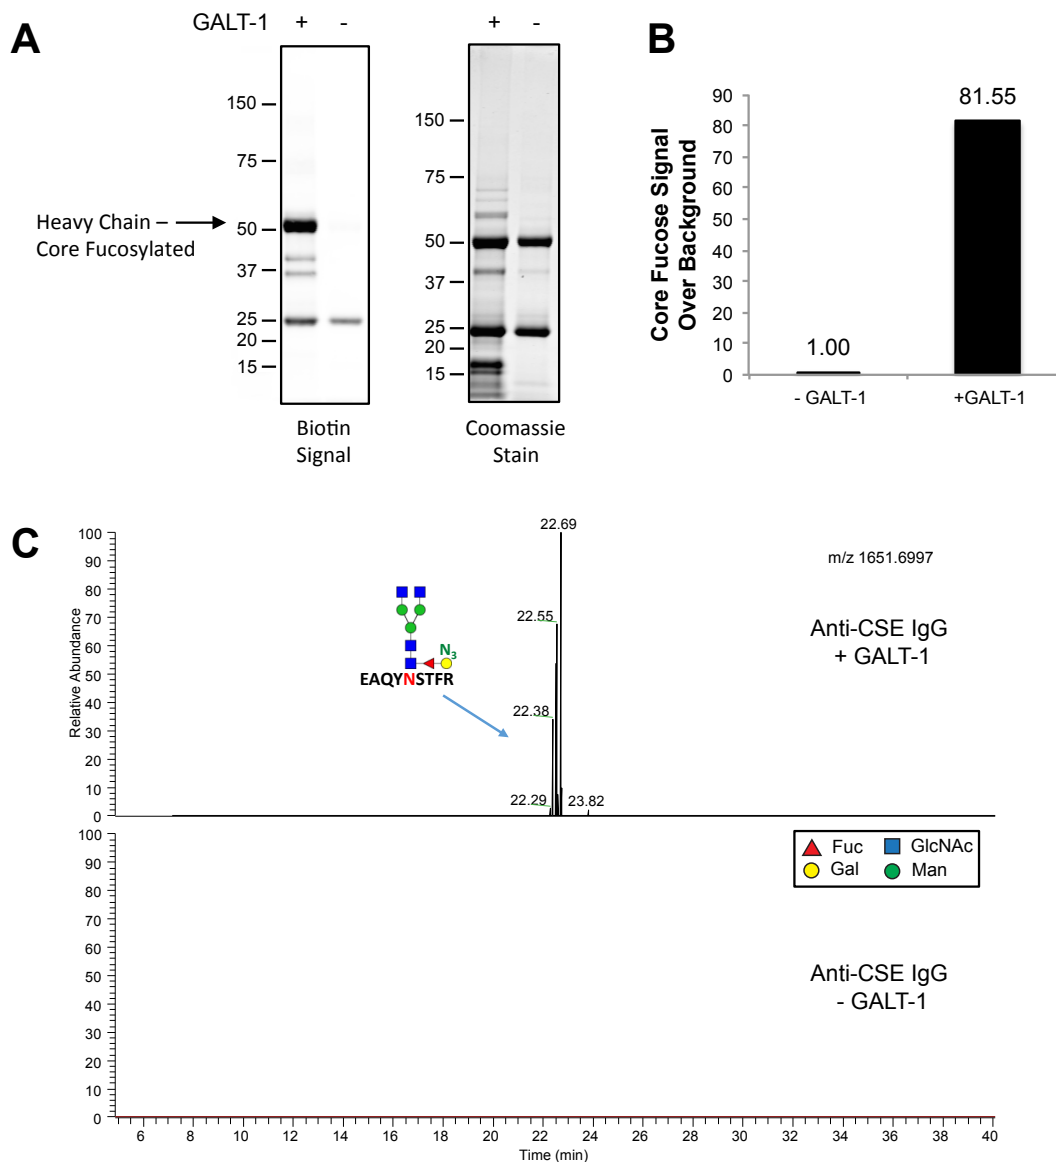 A
GALT-1 + -
150
75
50
37
25
20
15
Heavy Chain –
Core Fucosylated
Biotin
Signal
+ -
150
75
50
37
25
20
15
Coomassie
Stain
B
Core Fucose Signal
Over Background
90
80
70
60
50
40
30
20
10
0
1.00
81.55
- GALT-1
+GALT-1
C
Relative Abundance
100
90
80
70
60
50
40
30
20
10
0
22.69
22.55
22.38
22.29
23.82
N3
EAQYNSTFR
m/z 1651.6997
Anti-CSE IgG
+ GALT-1
Fuc GlcNAc
Gal Man
100
90
80
70
60
50
40
30
20
10
0
Anti-CSE IgG
- GALT-1
6 8 10 12 14 16 18 20 22 24 26 28 30 32 34 36 38 40
Time (min)